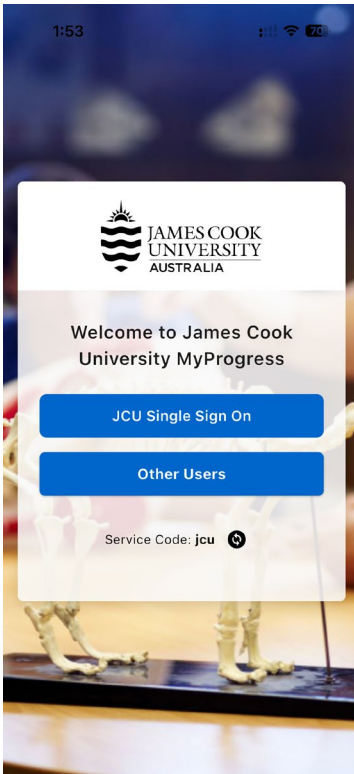 1:53
70
JAMES COOK
UNIVERSITY
AUSTRALIA
Welcome to James Cook
University MyProgress
JCU Single Sign On
Other Users
Service Code: jcu